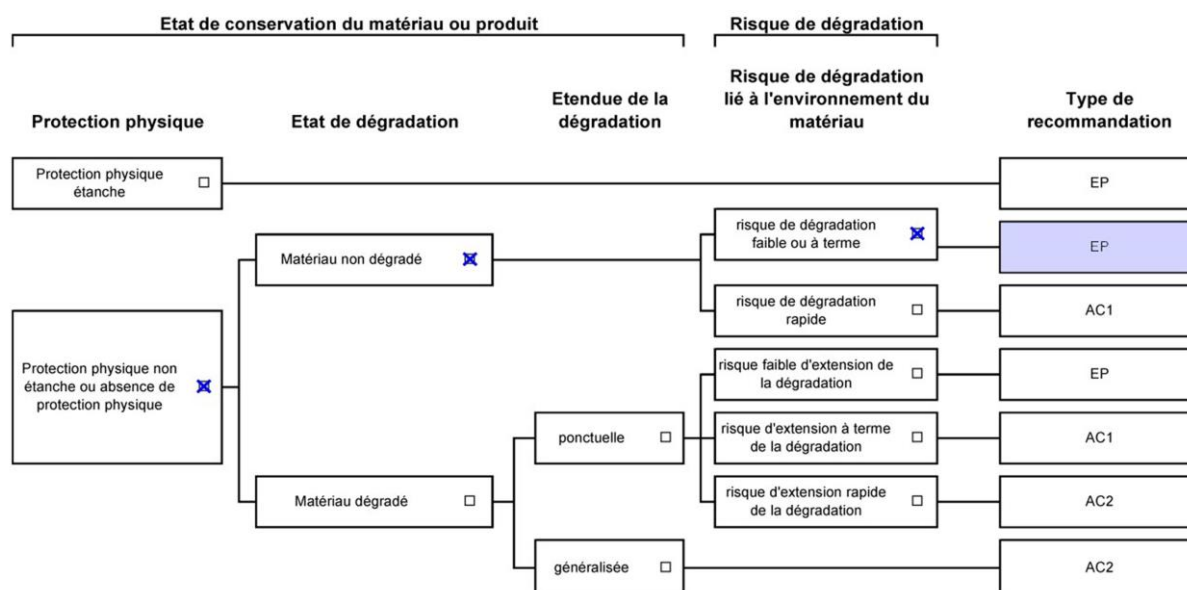 Etat de conservation du matériau ou produit
Risque de dégradation
Protection physique
Etat de dégradation
Etendue de la
dégradation
Risque de dégradation
lié à l'environnement du
matériau
Type de
recommandation
Protection physique
étanche
EP
risque de dégradation
faible ou à terme
EP
Matériau non dégradé
risque de dégradation
rapide
AC1
Protection physique non
étanche ou absence de
protection physique
risque faible d'extension de
la dégradation
EP
ponctuelle
risque d'extension à terme
de la dégradation
AC1
Matériau dégradé
risque d'extension rapide
de la dégradation
AC2
généralisée
AC2